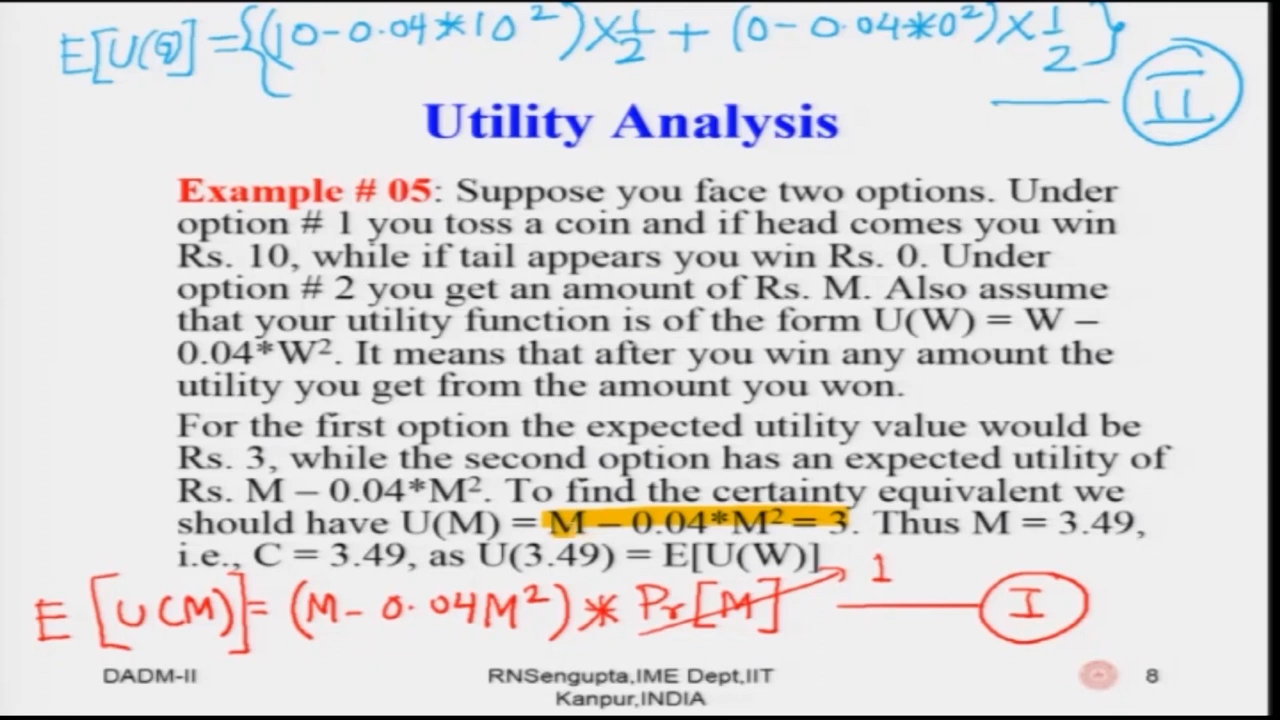 E[U(g)] = {(10-0.04*10²)×1/2 + (0-0.04*0²)×1/2}
II
Utility Analysis
Example # 05: Suppose you face two options. Under
option # 1 you toss a coin and if head comes you win
Rs. 10, while if tail appears you win Rs. 0. Under
option # 2 you get an amount of Rs. M. Also assume
that your utility function is of the form U(W) = W –
0.04*W². It means that after you win any amount the
utility you get from the amount you won.
For the first option the expected utility value would be
Rs. 3, while the second option has an expected utility of
Rs. M – 0.04*M². To find the certainty equivalent we
should have U(M) = M – 0.04*M² = 3. Thus M = 3.49,
i.e., C = 3.49, as U(3.49) = E[U(W)]
E[U(M)] = (M - 0.04M²) * Pr[M] 1
I
DADM-II
RNSengupta,IME Dept,IIT
Kanpur,INDIA
8